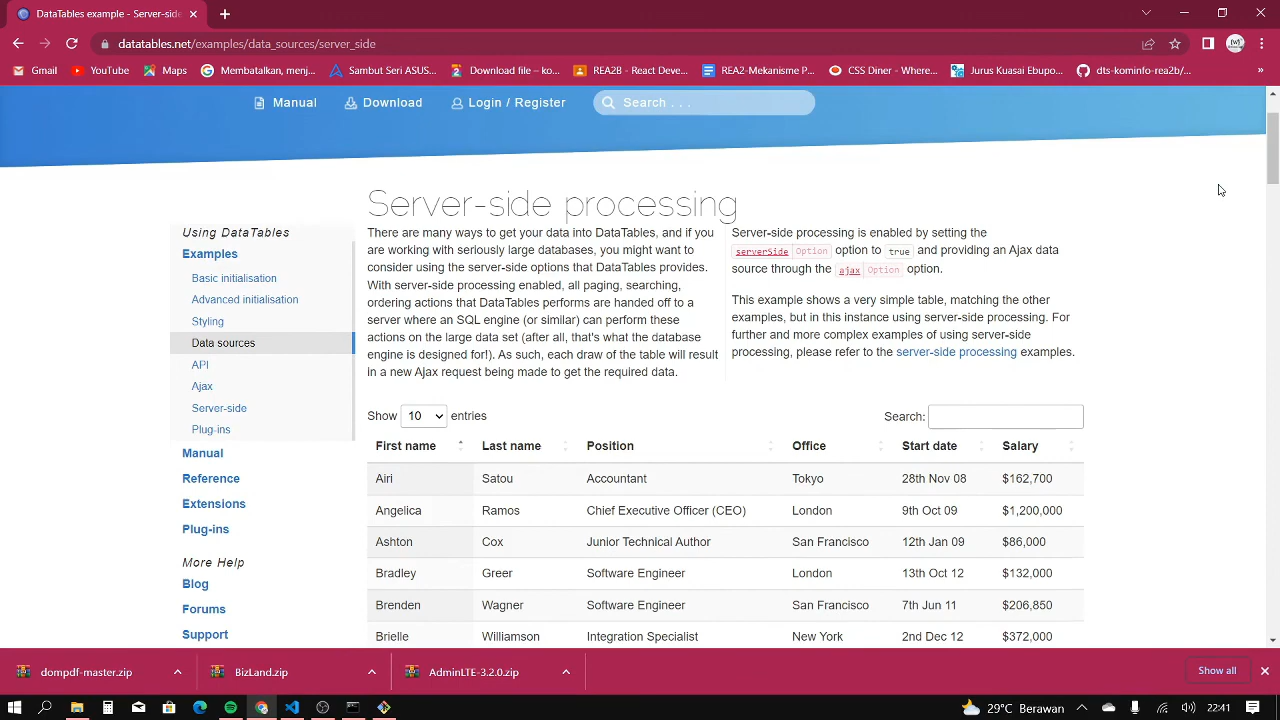 DataTables example - Server-side
datatables.net/examples/data_sources/server_side
Gmail YouTube Maps Membatalkan, menj... Sambut Seri ASUS... Download file – ko... REA2B - React Deve... REA2-Mekanisme P... CSS Diner - Where... Jurus Kuasai Ebupo... dts-kominfo-rea2b/... »
Manual Download Login / Register Search . . .
Server-side processing
Using DataTables
Examples
Basic initialisation
Advanced initialisation
Styling
Data sources
API
Ajax
Server-side
Plug-ins
Manual
Reference
Extensions
Plug-ins
More Help
Blog
Forums
Support
There are many ways to get your data into DataTables, and if you
are working with seriously large databases, you might want to
consider using the server-side options that DataTables provides.
With server-side processing enabled, all paging, searching,
ordering actions that DataTables performs are handed off to a
server where an SQL engine (or similar) can perform these
actions on the large data set (after all, that's what the database
engine is designed for!). As such, each draw of the table will result
in a new Ajax request being made to get the required data.
Server-side processing is enabled by setting the
serverSide Option option to true and providing an Ajax data
source through the ajax Option option.
This example shows a very simple table, matching the other
examples, but in this instance using server-side processing. For
further and more complex examples of using server-side
processing, please refer to the server-side processing examples.
Show 10 entries Search:
First name Last name Position Office Start date Salary
Airi Satou Accountant Tokyo 28th Nov 08 $162,700
Angelica Ramos Chief Executive Officer (CEO) London 9th Oct 09 $1,200,000
Ashton Cox Junior Technical Author San Francisco 12th Jan 09 $86,000
Bradley Greer Software Engineer London 13th Oct 12 $132,000
Brenden Wagner Software Engineer San Francisco 7th Jun 11 $206,850
Brielle Williamson Integration Specialist New York 2nd Dec 12 $372,000
dompdf-master.zip BizLand.zip AdminLTE-3.2.0.zip Show all
29°C Berawan 22:41